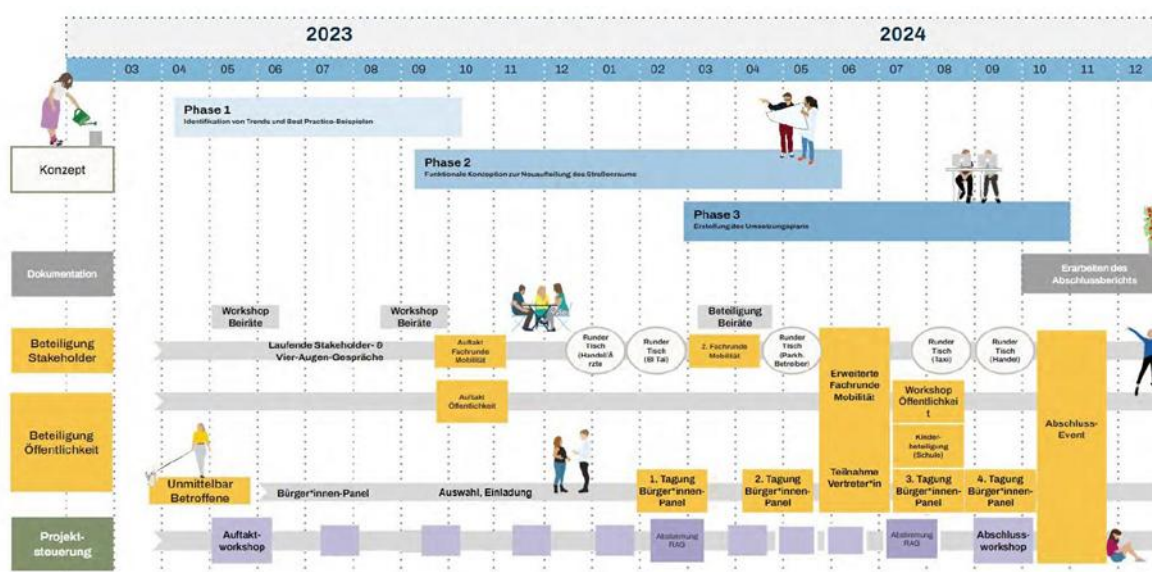 2023
2024
03 04 05 06 07 08 09 10 11 12 01 02 03 04 05 06 07 08 09 10 11 12
Phase 1
Identifikation von Trends und Best Practice-Beispielen
Konzept
Phase 2
Funktionale Konzeption zur Neuaufteilung des Straßenraums
Phase 3
Erstellung des Umsetzungsplans
Dokumentation
Erarbeiten des
Abschlussberichts
Workshop
Beiräte
Workshop
Beiräte
Beteiligung
Beiräte
Beteiligung
Stakeholder
Laufende Stakeholder- &
Vier-Augen-Gespräche
Auftakt
Fachrunde
Mobilität
Runder
Tisch
(Handel/Ä
rzte
Runder
Tisch
(BI Tal)
2. Fachrunde
Mobilität
Runder
Tisch
(Parkh.
Betreiber)
Erweiterte
Fachrunde
Mobilität
Runder
Tisch
(Taxi)
Runder
Tisch
(Handel)
Beteiligung
Öffentlichkeit
Auftakt
Öffentlichkeit
Workshop
Öffentlichkei
t
Kinder-
beteiligung
(Schule)
Abschluss-
Event
Unmittelbar
Betroffene
Bürger*innen-Panel
Auswahl, Einladung
1. Tagung
Bürger*innen-
Panel
2. Tagung
Bürger*innen-
Panel
Teilnahme
Vertreter*in
3. Tagung
Bürger*innen-
Panel
4. Tagung
Bürger*innen-
Panel
Projekt-
steuerung
Auftakt-
workshop
Abstimmung
RAG
Abstimmung
RAG
Abschluss-
workshop